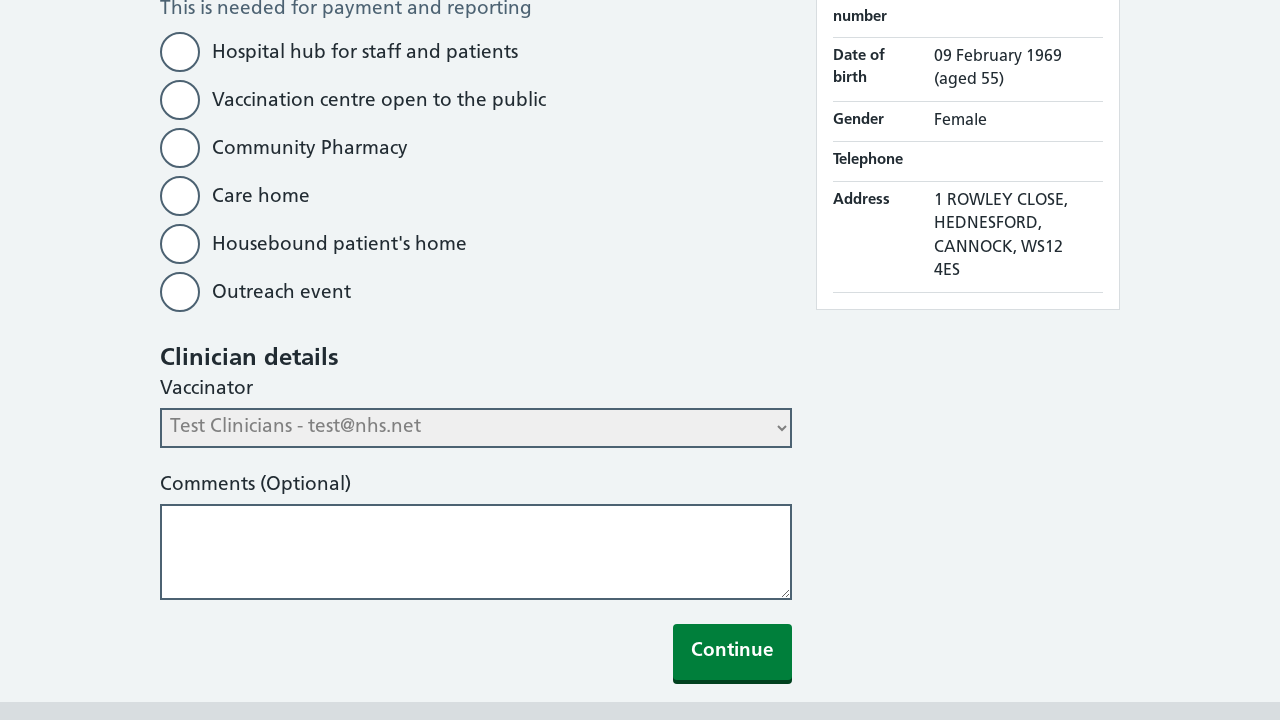 This is needed for payment and reporting
Hospital hub for staff and patients
Vaccination centre open to the public
Community Pharmacy
Care home
Housebound patient's home
Outreach event
Clinician details
Vaccinator
Test Clinicians - test@nhs.net
Comments (Optional)
Continue
number
Date of birth
09 February 1969
(aged 55)
Gender
Female
Telephone
Address
1 ROWLEY CLOSE,
HEDNESFORD,
CANNOCK, WS12
4ES